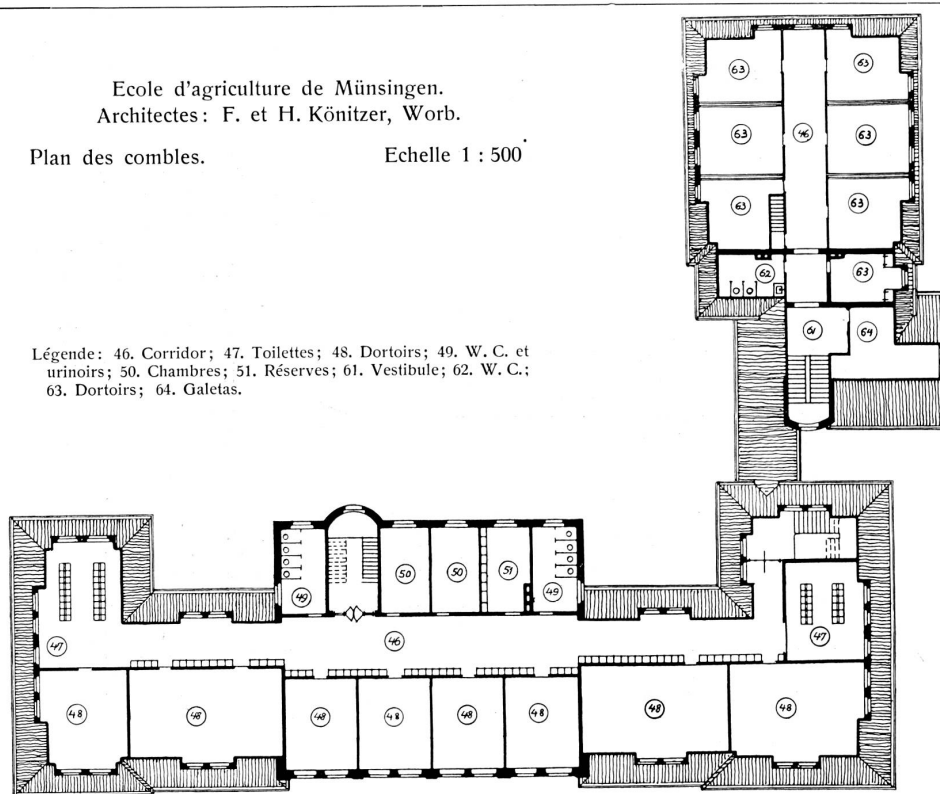 Ecole d'agriculture de Münsingen.
Architectes: F. et H. Könitzer, Worb.
Plan des combles. Echelle 1 : 500
Légende: 46. Corridor; 47. Toilettes; 48. Dortoirs; 49. W. C. et
urinoirs; 50. Chambres; 51. Réserves; 61. Vestibule; 62. W. C.;
63. Dortoirs; 64. Galetas.
63 63
63 46 63
63 63
62 63
61 64
49 50 50 51 49
47 46 47
48 48 48 48 48 48 48 48